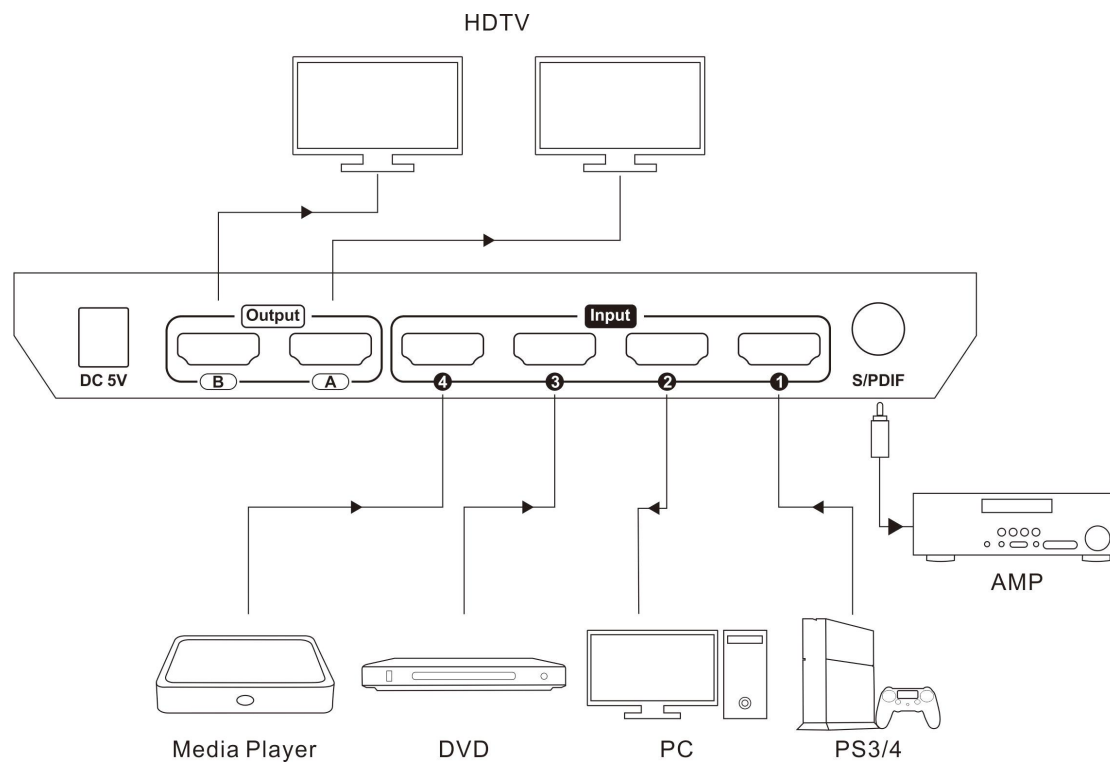 HDTV
Output
Input
DC 5V
B
A
4
3
2
1
S/PDIF
AMP
Media Player
DVD
PC
PS3/4